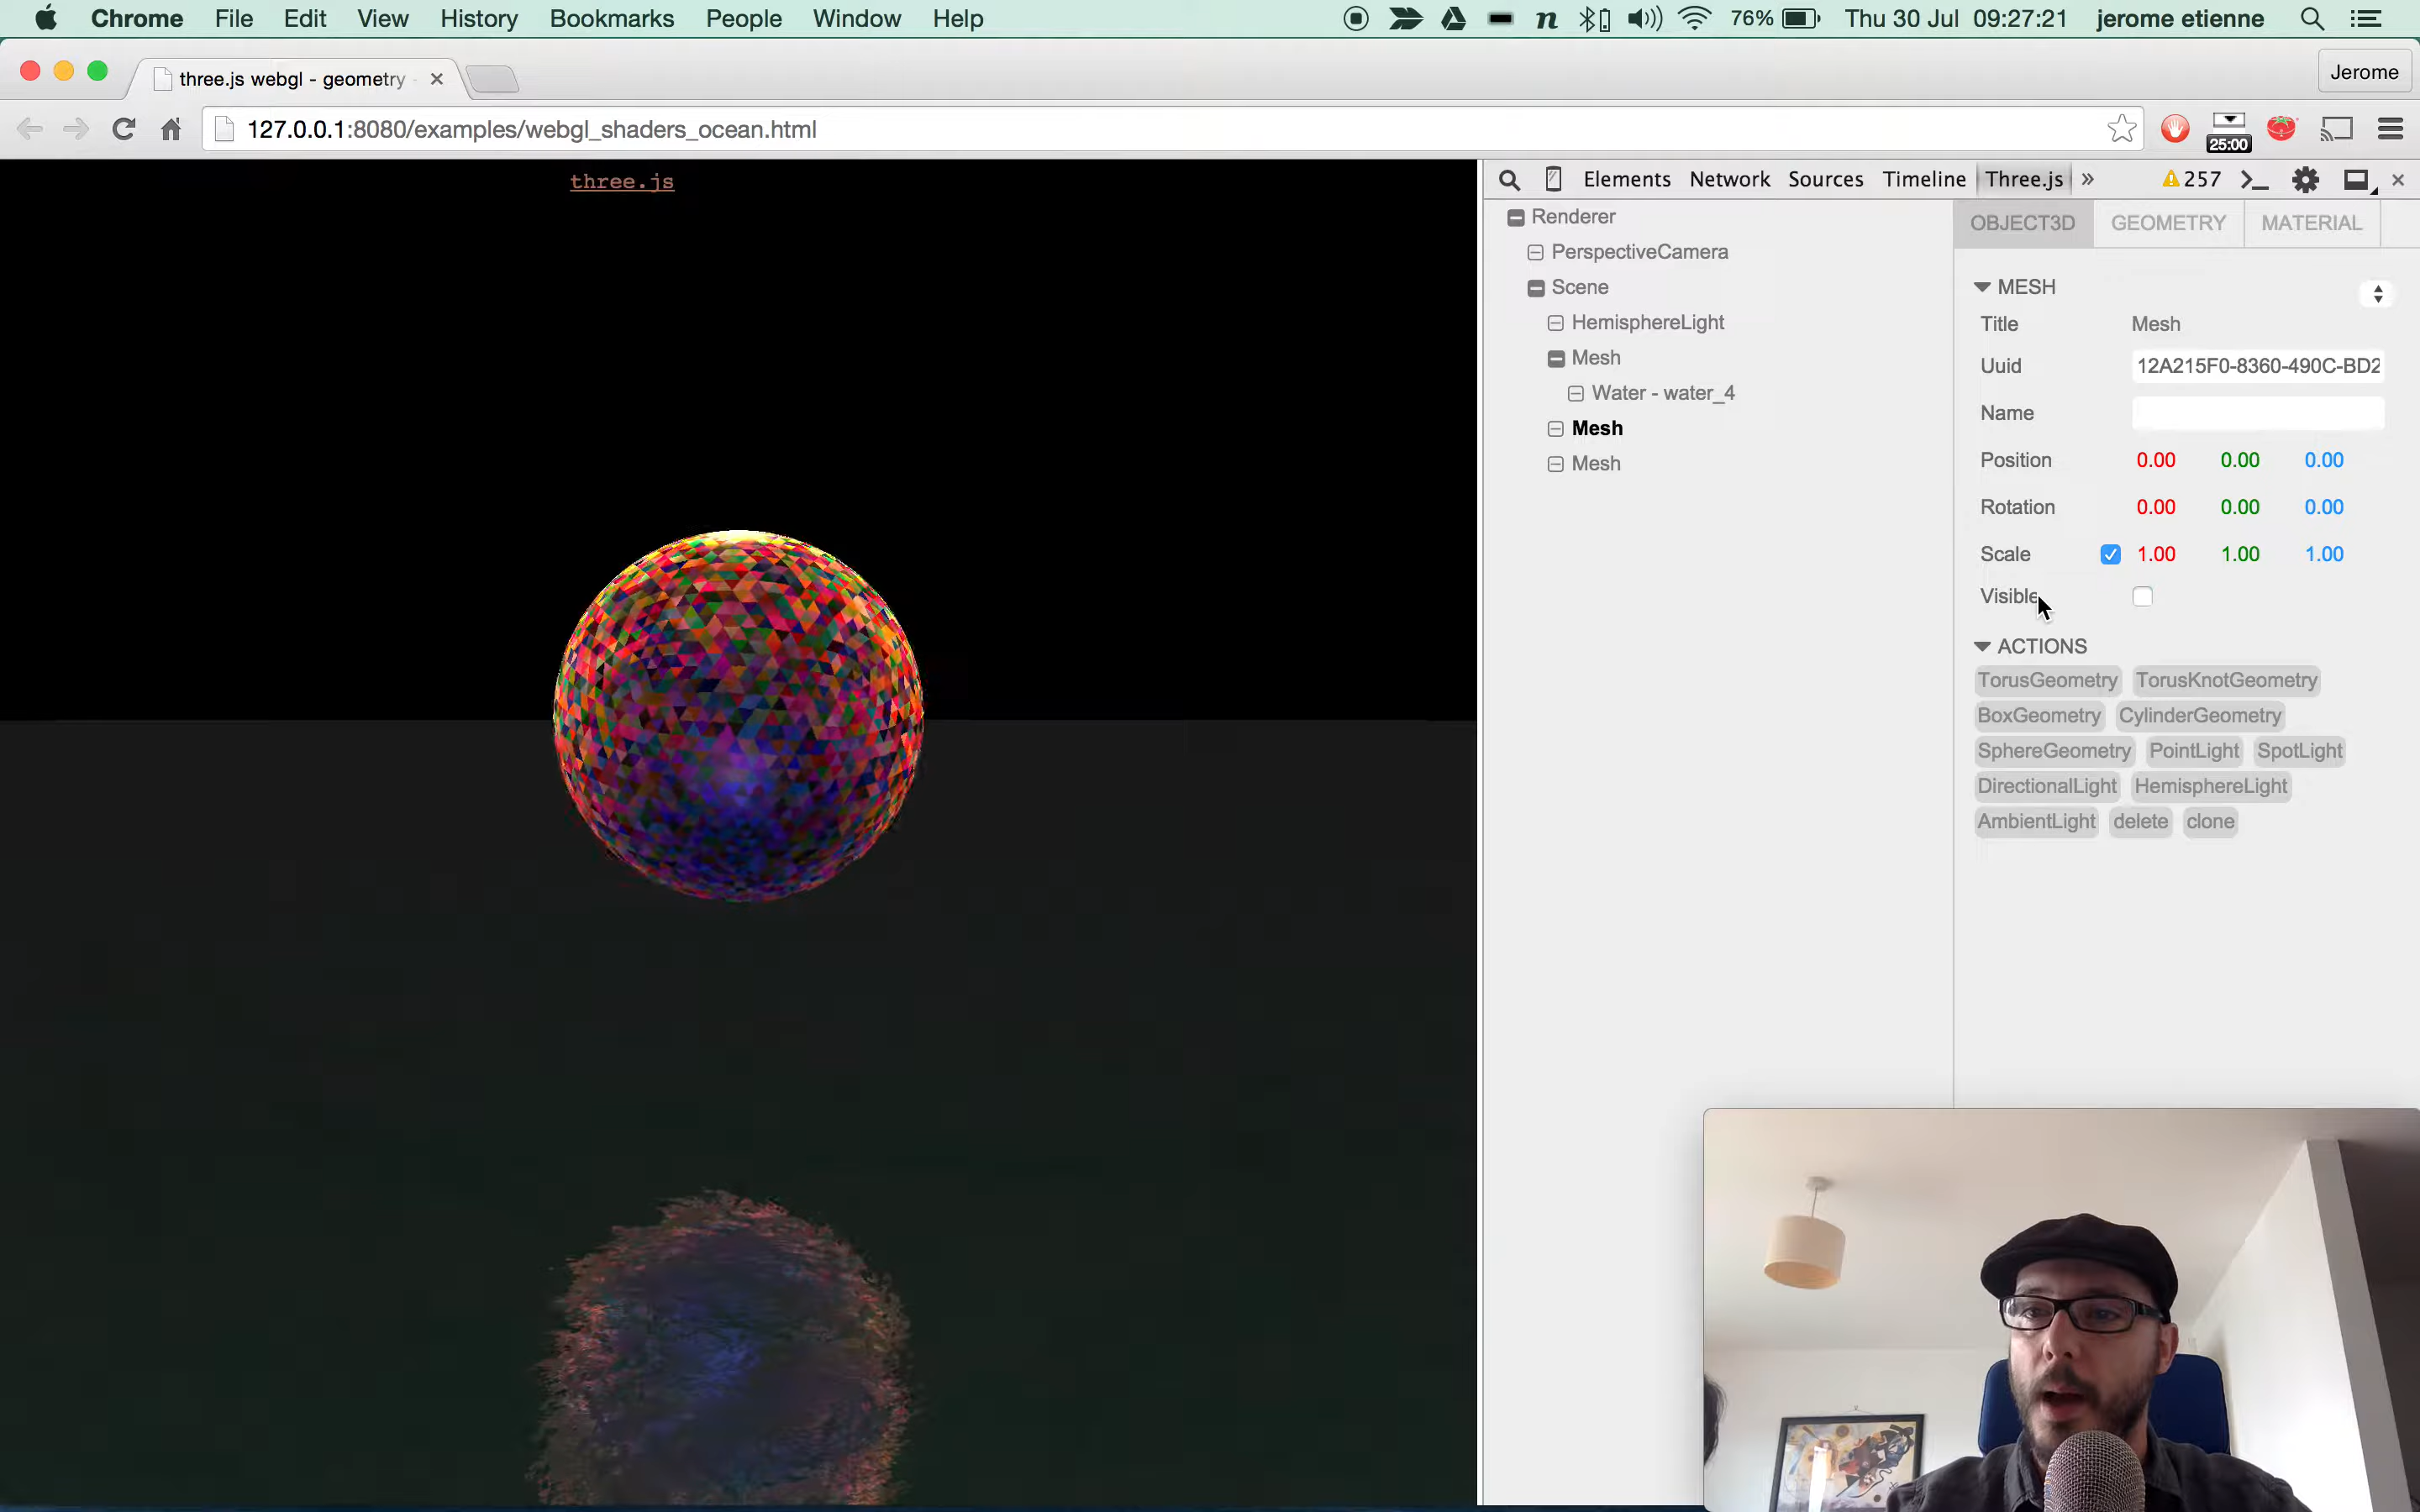 Chrome File Edit View History Bookmarks People Window Help n 76% Thu 30 Jul 09:27:21 jerome etienne
three.js webgl - geometry Jerome
127.0.0.1:8080/examples/webgl_shaders_ocean.html 25:00
three.js
Elements Network Sources Timeline Three.js » 257
Renderer
PerspectiveCamera
Scene
HemisphereLight
Mesh
Water - water_4
Mesh
Mesh
OBJECT3D GEOMETRY MATERIAL
MESH
Title Mesh
Uuid 12A215F0-8360-490C-BD2
Name
Position 0.00 0.00 0.00
Rotation 0.00 0.00 0.00
Scale 1.00 1.00 1.00
Visible
ACTIONS
TorusGeometry TorusKnotGeometry
BoxGeometry CylinderGeometry
SphereGeometry PointLight SpotLight
DirectionalLight HemisphereLight
AmbientLight delete clone